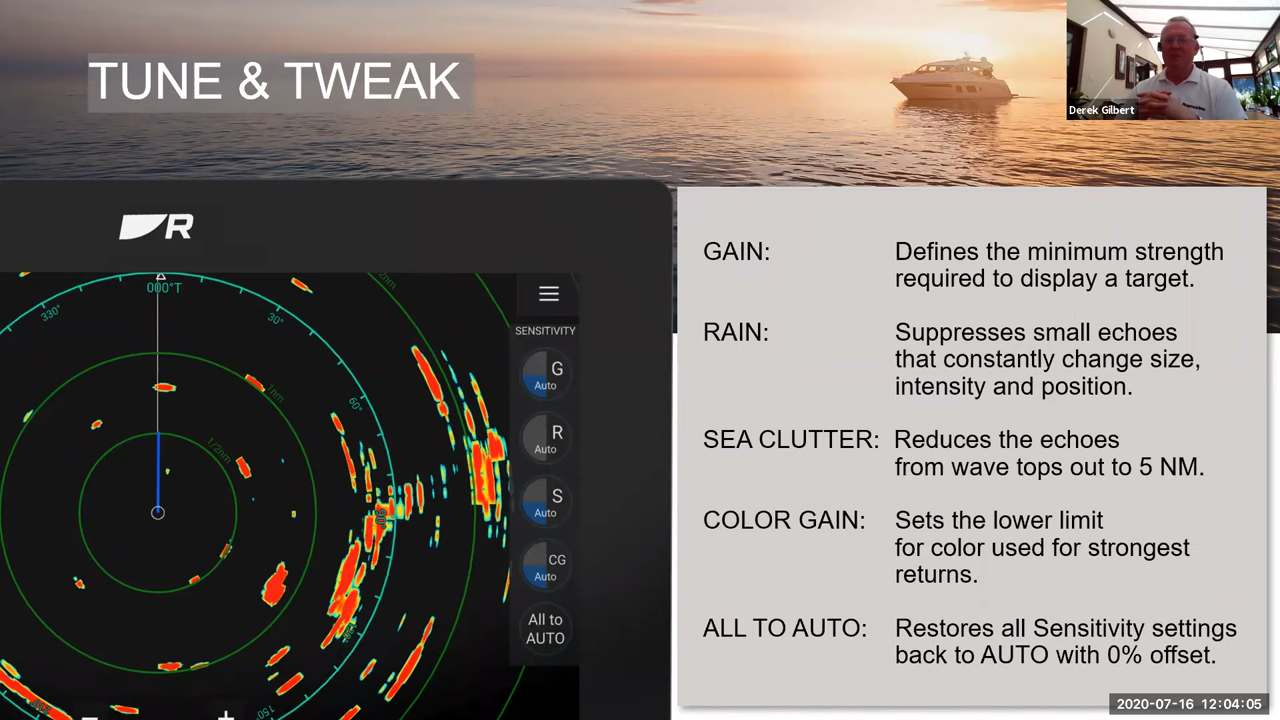 TUNE & TWEAK
Derek Gilbert
R
000°T
330°
30°
60°
2nm
1nm
1/2nm
90°
150°
SENSITIVITY
G
Auto
R
Auto
S
Auto
CG
Auto
All to
AUTO
GAIN: Defines the minimum strength
required to display a target.
RAIN: Suppresses small echoes
that constantly change size,
intensity and position.
SEA CLUTTER: Reduces the echoes
from wave tops out to 5 NM.
COLOR GAIN: Sets the lower limit
for color used for strongest
returns.
ALL TO AUTO: Restores all Sensitivity settings
back to AUTO with 0% offset.
2020-07-16 12:04:05